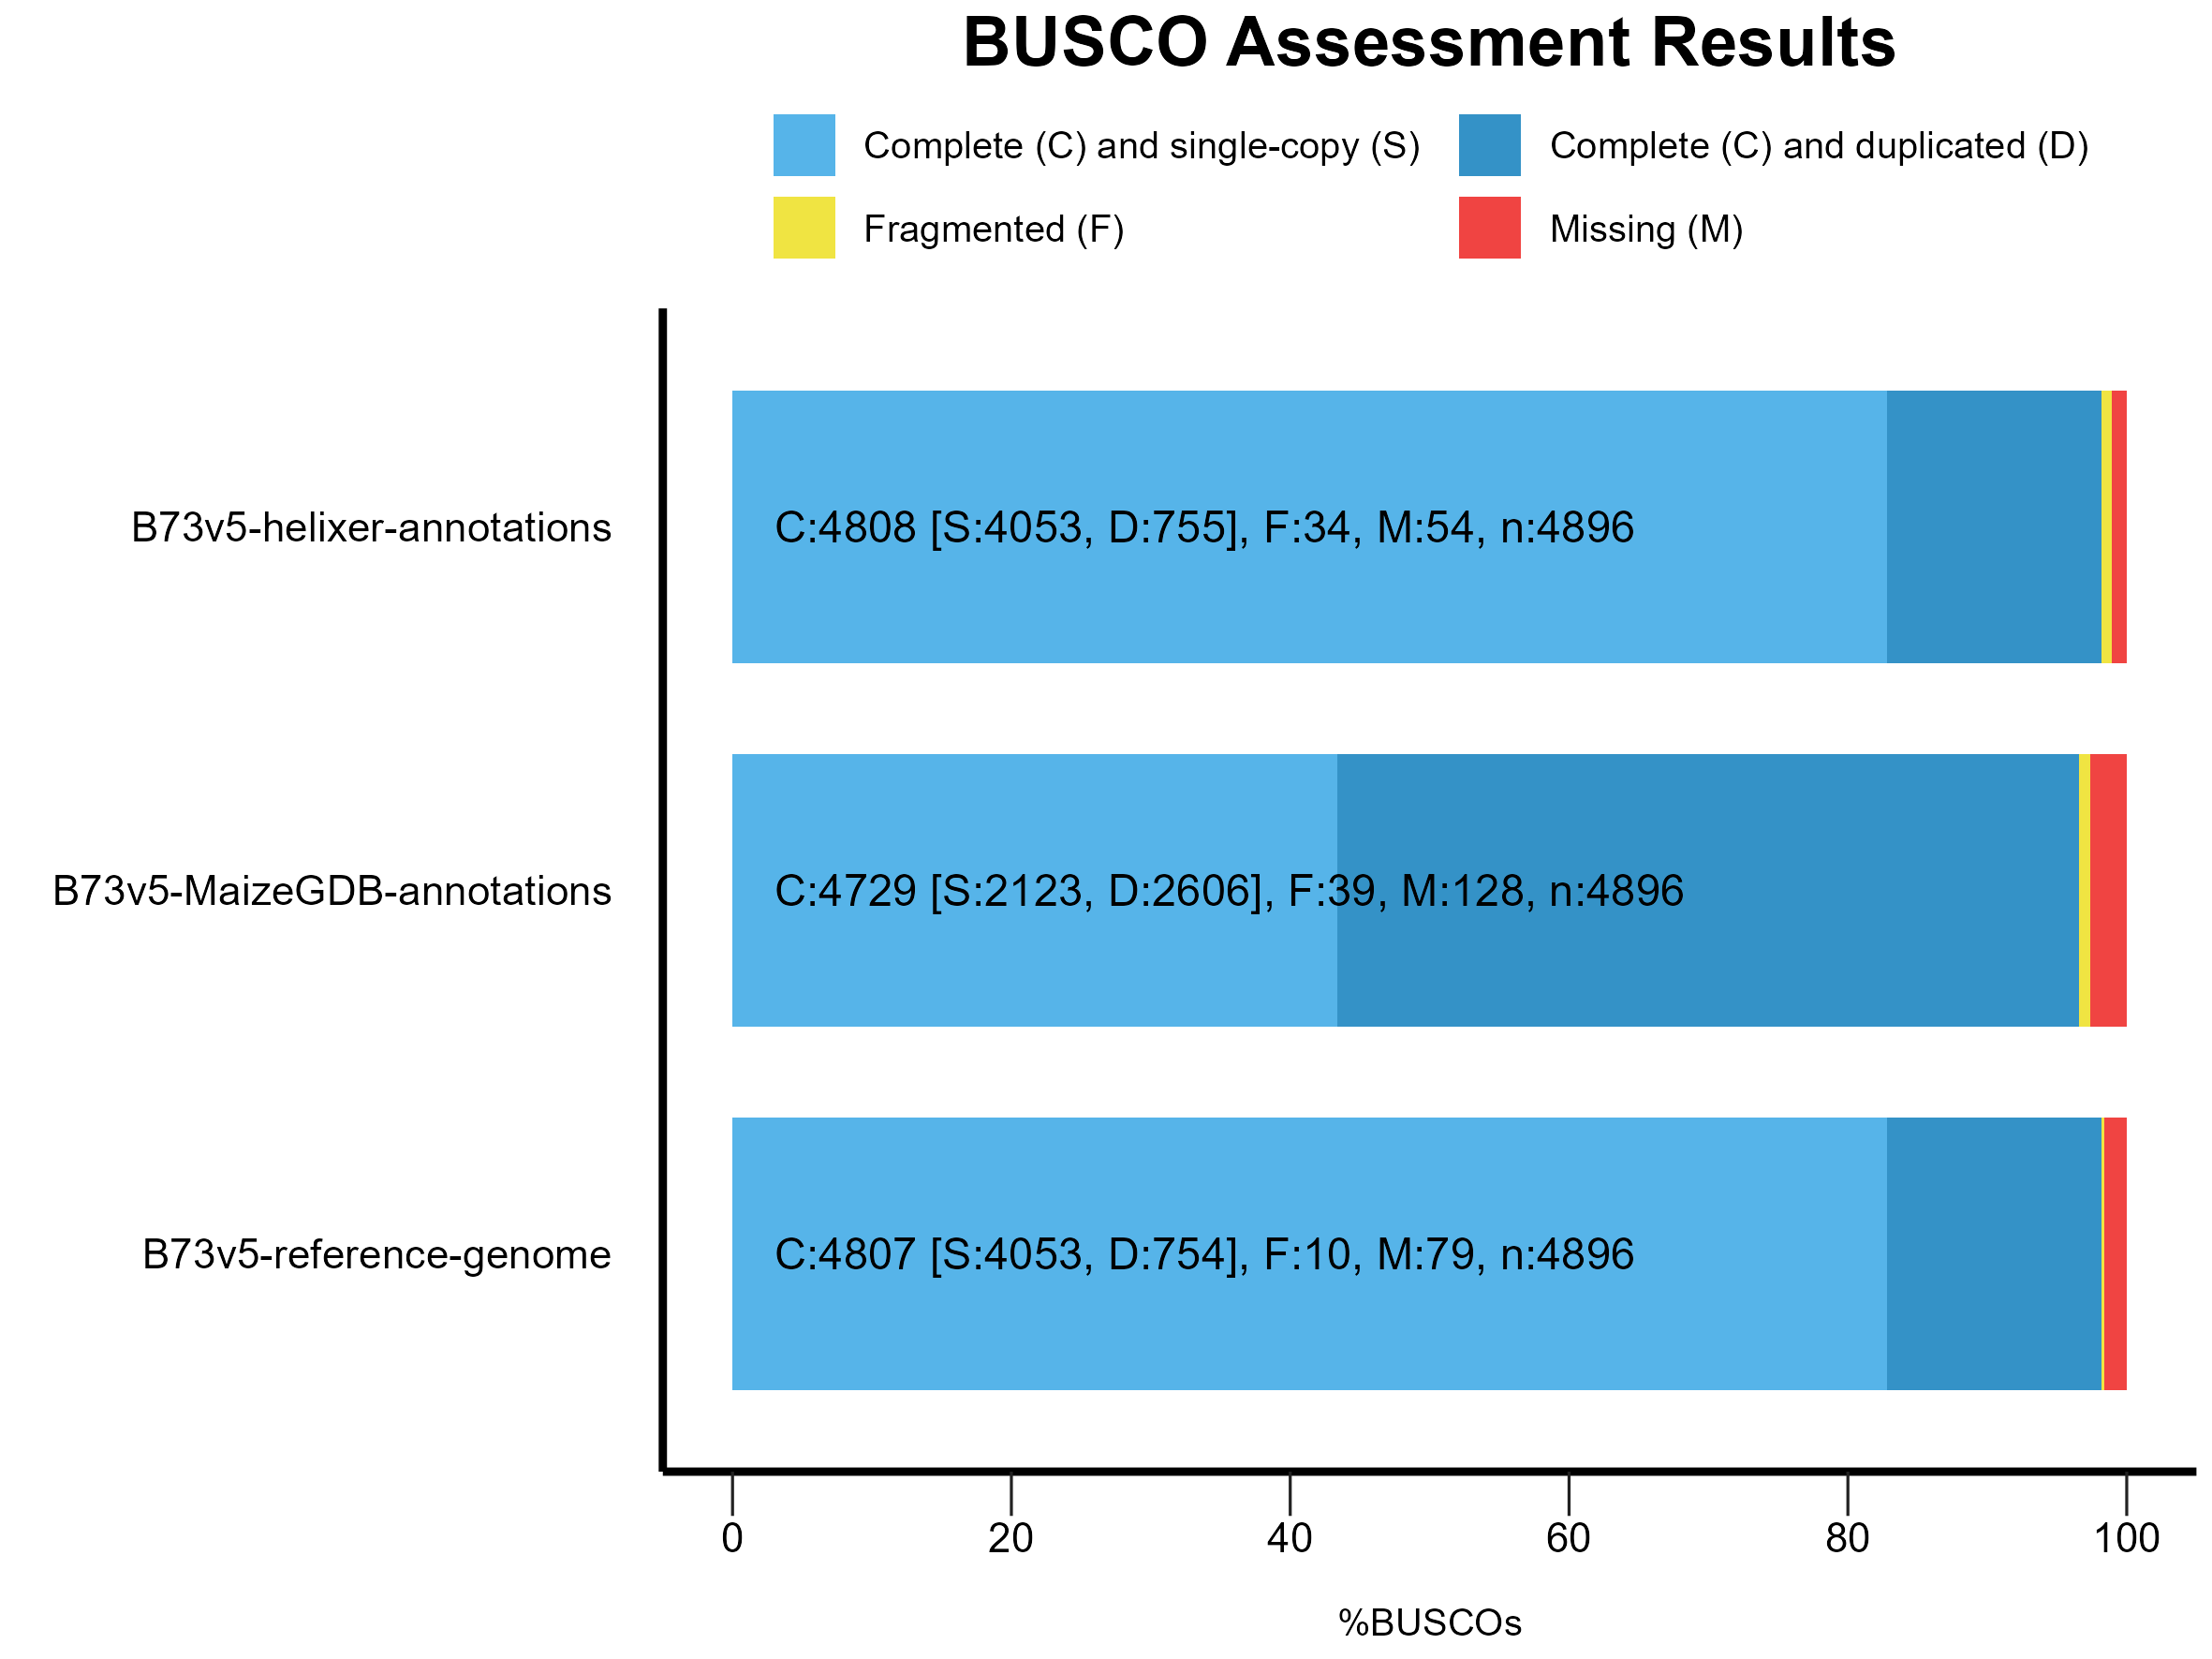 BUSCO Assessment Results
Complete (C) and single-copy (S)
Complete (C) and duplicated (D)
Fragmented (F)
Missing (M)
B73v5-helixer-annotations
C:4808 [S:4053, D:755], F:34, M:54, n:4896
B73v5-MaizeGDB-annotations
C:4729 [S:2123, D:2606], F:39, M:128, n:4896
B73v5-reference-genome
C:4807 [S:4053, D:754], F:10, M:79, n:4896
0 20 40 60 80 100
%BUSCOs